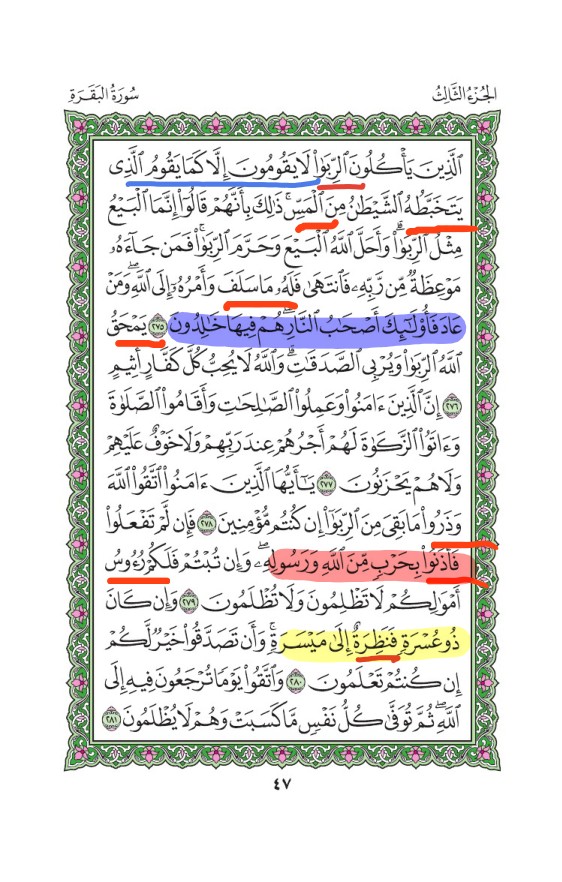 الجُزْءُ الثَّالِثُ
سُورَةُ البَقَرَةِ
ٱلَّذِينَ يَأْكُلُونَ ٱلرِّبَوٰا۟ لَا يَقُومُونَ إِلَّا كَمَا يَقُومُ ٱلَّذِى
يَتَخَبَّطُهُ ٱلشَّيْطَٰنُ مِنَ ٱلْمَسِّ ۚ ذَٰلِكَ بِأَنَّهُمْ قَالُوٓا۟ إِنَّمَا ٱلْبَيْعُ
مِثْلُ ٱلرِّبَوٰا۟ ۗ وَأَحَلَّ ٱللَّهُ ٱلْبَيْعَ وَحَرَّمَ ٱلرِّبَوٰا۟ ۚ فَمَن جَآءَهُۥ
مَوْعِظَةٌ مِّن رَّبِّهِۦ فَٱنتَهَىٰ فَلَهُۥ مَا سَلَفَ وَأَمْرُهُۥٓ إِلَى ٱللَّهِ ۖ وَمَنْ
عَادَ فَأُو۟لَٰٓئِكَ أَصْحَٰبُ ٱلنَّارِ ۖ هُمْ فِيهَا خَٰلِدُونَ ٢٧٥ يَمْحَقُ
ٱللَّهُ ٱلرِّبَوٰا۟ وَيُرْبِى ٱلصَّدَقَٰتِ ۗ وَٱللَّهُ لَا يُحِبُّ كُلَّ كَفَّارٍ أَثِيمٍ
٢٧٦ إِنَّ ٱلَّذِينَ ءَامَنُوا۟ وَعَمِلُوا۟ ٱلصَّٰلِحَٰتِ وَأَقَامُوا۟ ٱلصَّلَوٰةَ
وَءَاتَوُا۟ ٱلزَّكَوٰةَ لَهُمْ أَجْرُهُمْ عِندَ رَبِّهِمْ وَلَا خَوْفٌ عَلَيْهِمْ
وَلَا هُمْ يَحْزَنُونَ ٢٧٧ يَٰٓأَيُّهَا ٱلَّذِينَ ءَامَنُوا۟ ٱتَّقُوا۟ ٱللَّهَ
وَذَرُوا۟ مَا بَقِىَ مِنَ ٱلرِّبَوٰٓا۟ إِن كُنتُم مُّؤْمِنِينَ ٢٧٨ فَإِن لَّمْ تَفْعَلُوا۟
فَأْذَنُوا۟ بِحَرْبٍ مِّنَ ٱللَّهِ وَرَسُولِهِۦ ۖ وَإِن تُبْتُمْ فَلَكُمْ رُءُوسُ
أَمْوَٰلِكُمْ لَا تَظْلِمُونَ وَلَا تُظْلَمُونَ ٢٧٩ وَإِن كَانَ
ذُو عُسْرَةٍ فَنَظِرَةٌ إِلَىٰ مَيْسَرَةٍ ۚ وَأَن تَصَدَّقُوا۟ خَيْرٌ لَّكُمْ
إِن كُنتُمْ تَعْلَمُونَ ٢٨٠ وَٱتَّقُوا۟ يَوْمًا تُرْجَعُونَ فِيهِ إِلَى
ٱللَّهِ ۖ ثُمَّ تُوَفَّىٰ كُلُّ نَفْسٍ مَّا كَسَبَتْ وَهُمْ لَا يُظْلَمُونَ ٢٨١
٤٧